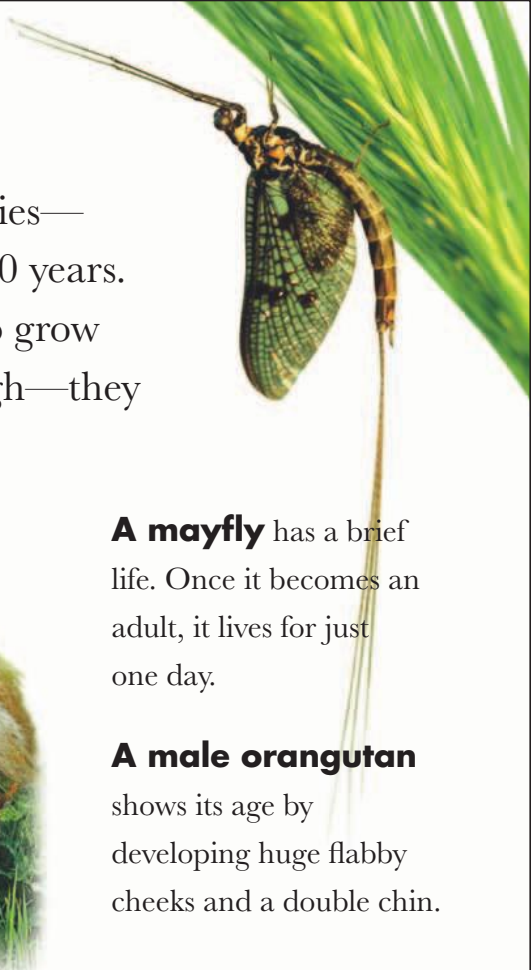 ies—
0 years.
grow
gh—they
A mayfly has a brief
life. Once it becomes an
adult, it lives for just
one day.
A male orangutan
shows its age by
developing huge flabby
cheeks and a double chin.